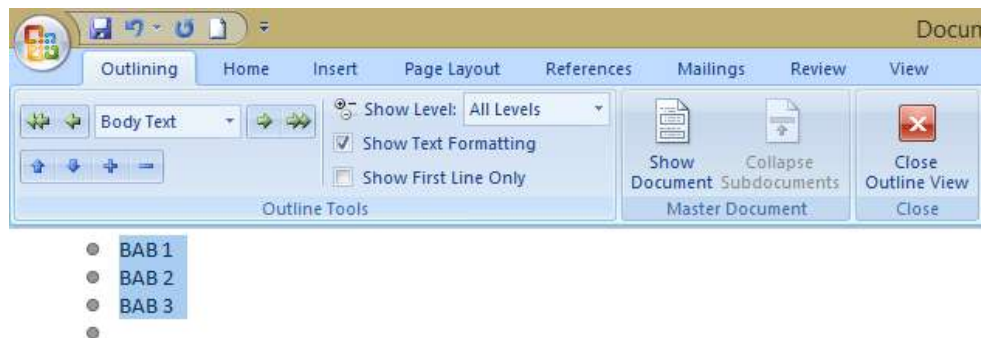 Docum
Outlining Home Insert Page Layout References Mailings Review View
Body Text
Show Level: All Levels
Show Text Formatting
Show First Line Only
Outline Tools
Show Document
Collapse Subdocuments
Master Document
Close Outline View
Close
BAB 1
BAB 2
BAB 3